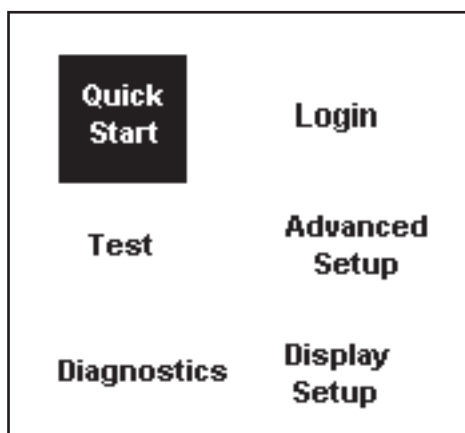 Quick
Start
Login
Test
Advanced
Setup
Diagnostics
Display
Setup